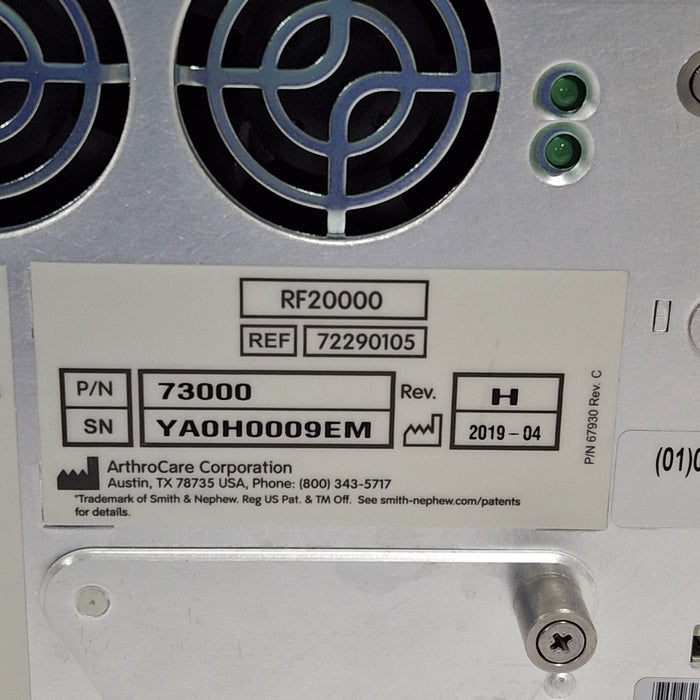 RF20000
REF 72290105
P/N 73000 Rev. H
SN YA0H0009EM 2019-04
ArthroCare Corporation
Austin, TX 78735 USA, Phone: (800) 343-5717
*Trademark of Smith & Nephew. Reg US Pat. & TM Off. See smith-nephew.com/patents
for details.
P/N 67930 Rev. C
(01)0